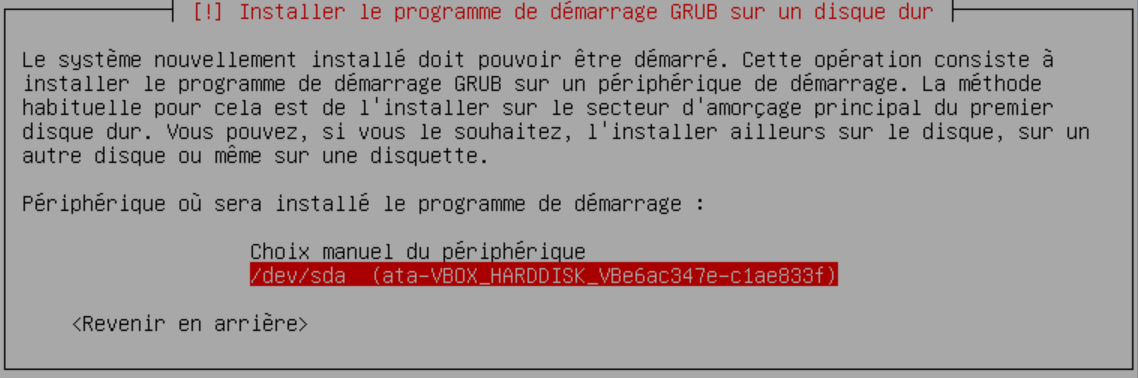 [!] Installer le programme de démarrage GRUB sur un disque dur
Le système nouvellement installé doit pouvoir être démarré. Cette opération consiste à
installer le programme de démarrage GRUB sur un périphérique de démarrage. La méthode
habituelle pour cela est de l'installer sur le secteur d'amorçage principal du premier
disque dur. Vous pouvez, si vous le souhaitez, l'installer ailleurs sur le disque, sur un
autre disque ou même sur une disquette.
Périphérique où sera installé le programme de démarrage :
Choix manuel du périphérique
/dev/sda (ata-VBOX_HARDDISK_VBe6ac347e-c1ae833f)
<Revenir en arrière>